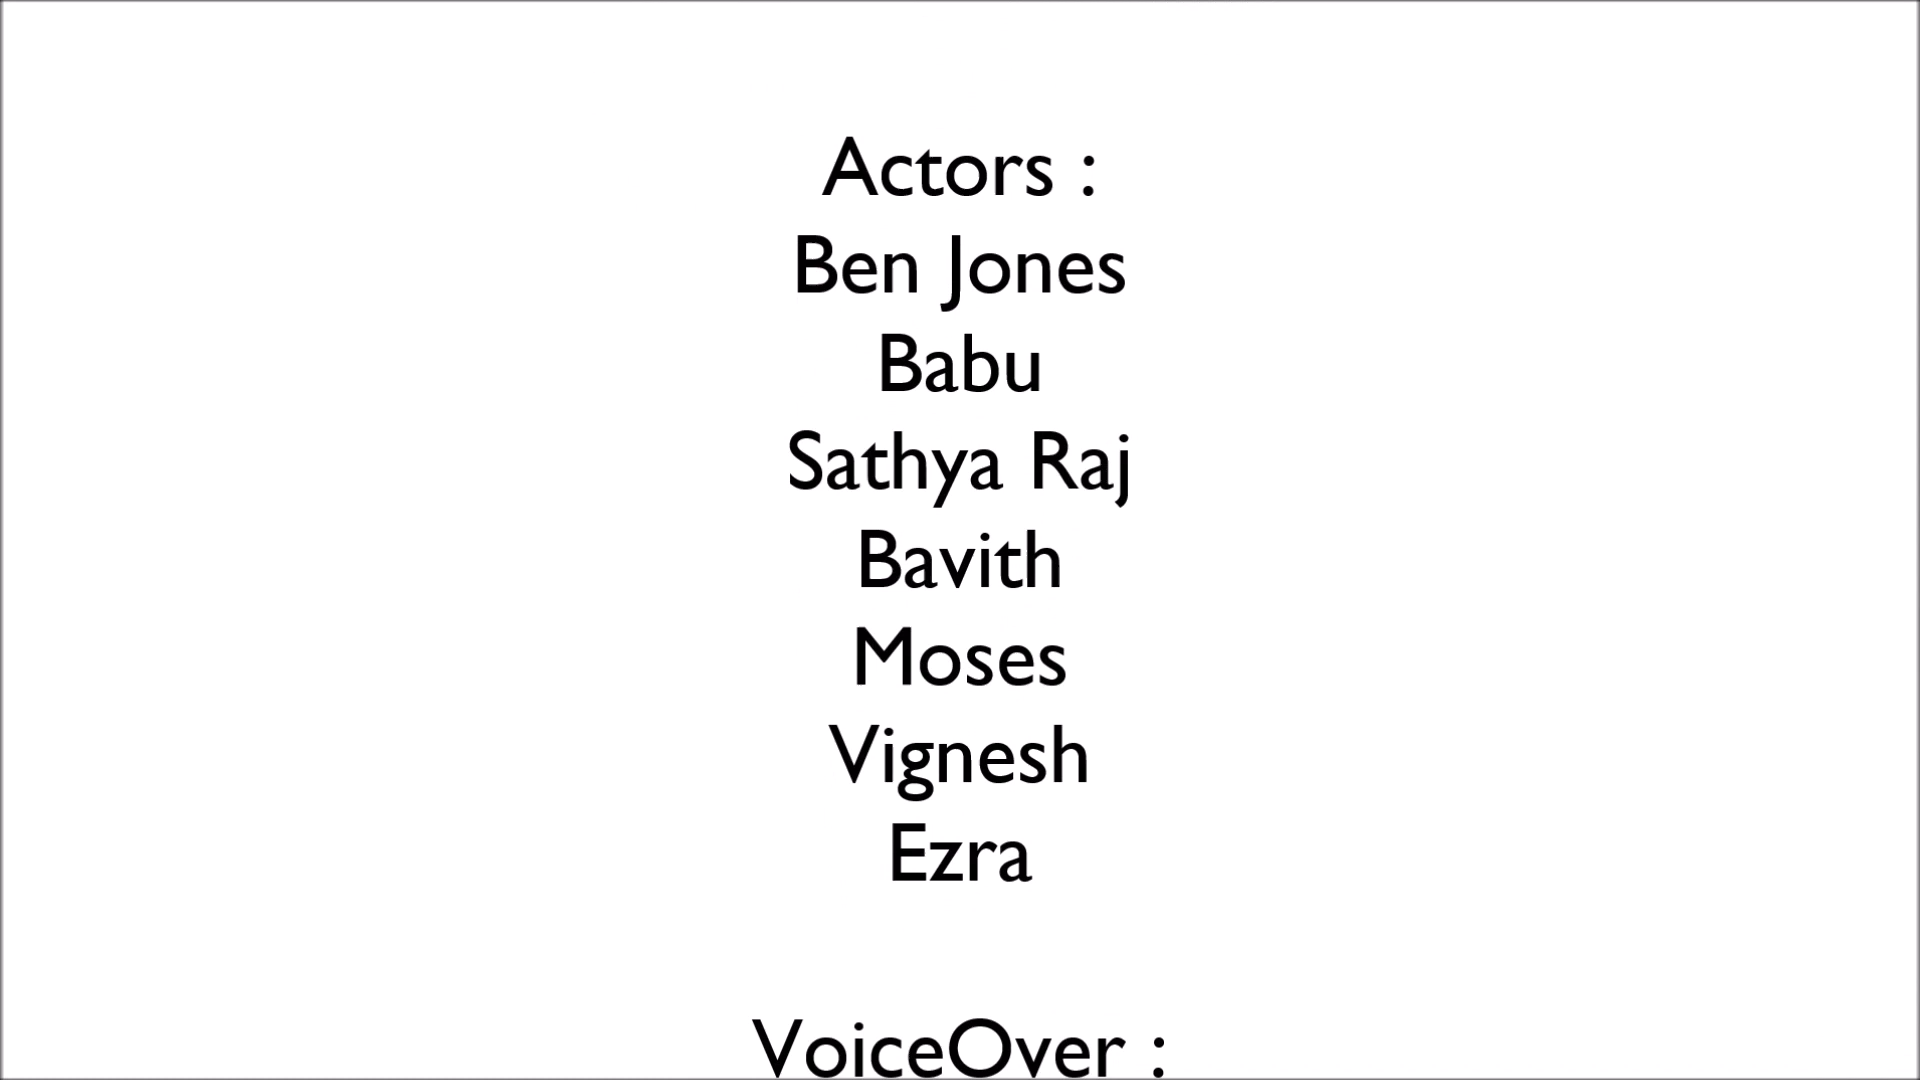 Actors :
Ben Jones
Babu
Sathya Raj
Bavith
Moses
Vignesh
Ezra
VoiceOver :